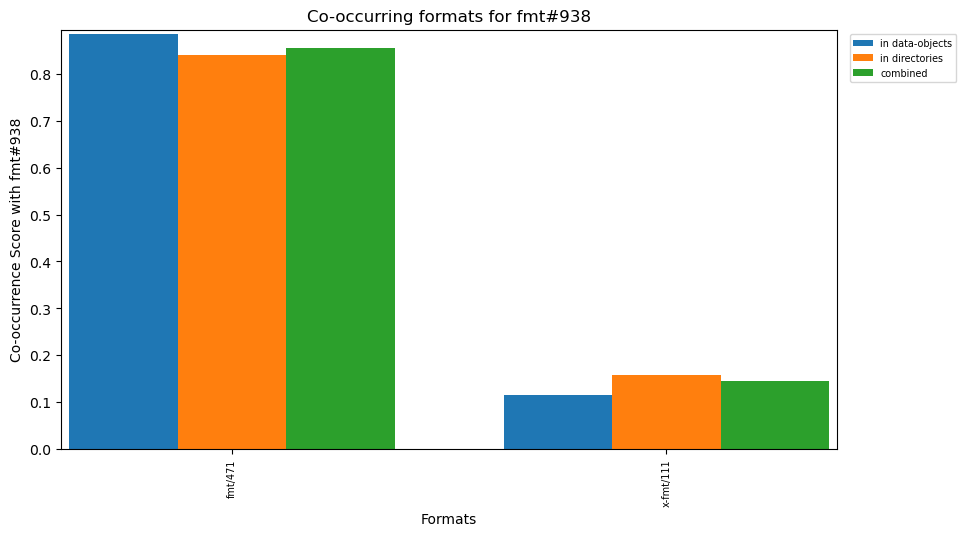 Co-occurring formats for fmt#938
in data-objects
in directories
combined
Co-occurrence Score with fmt#938
0.8
0.7
0.6
0.5
0.4
0.3
0.2
0.1
0.0
fmt/471
x-fmt/111
Formats